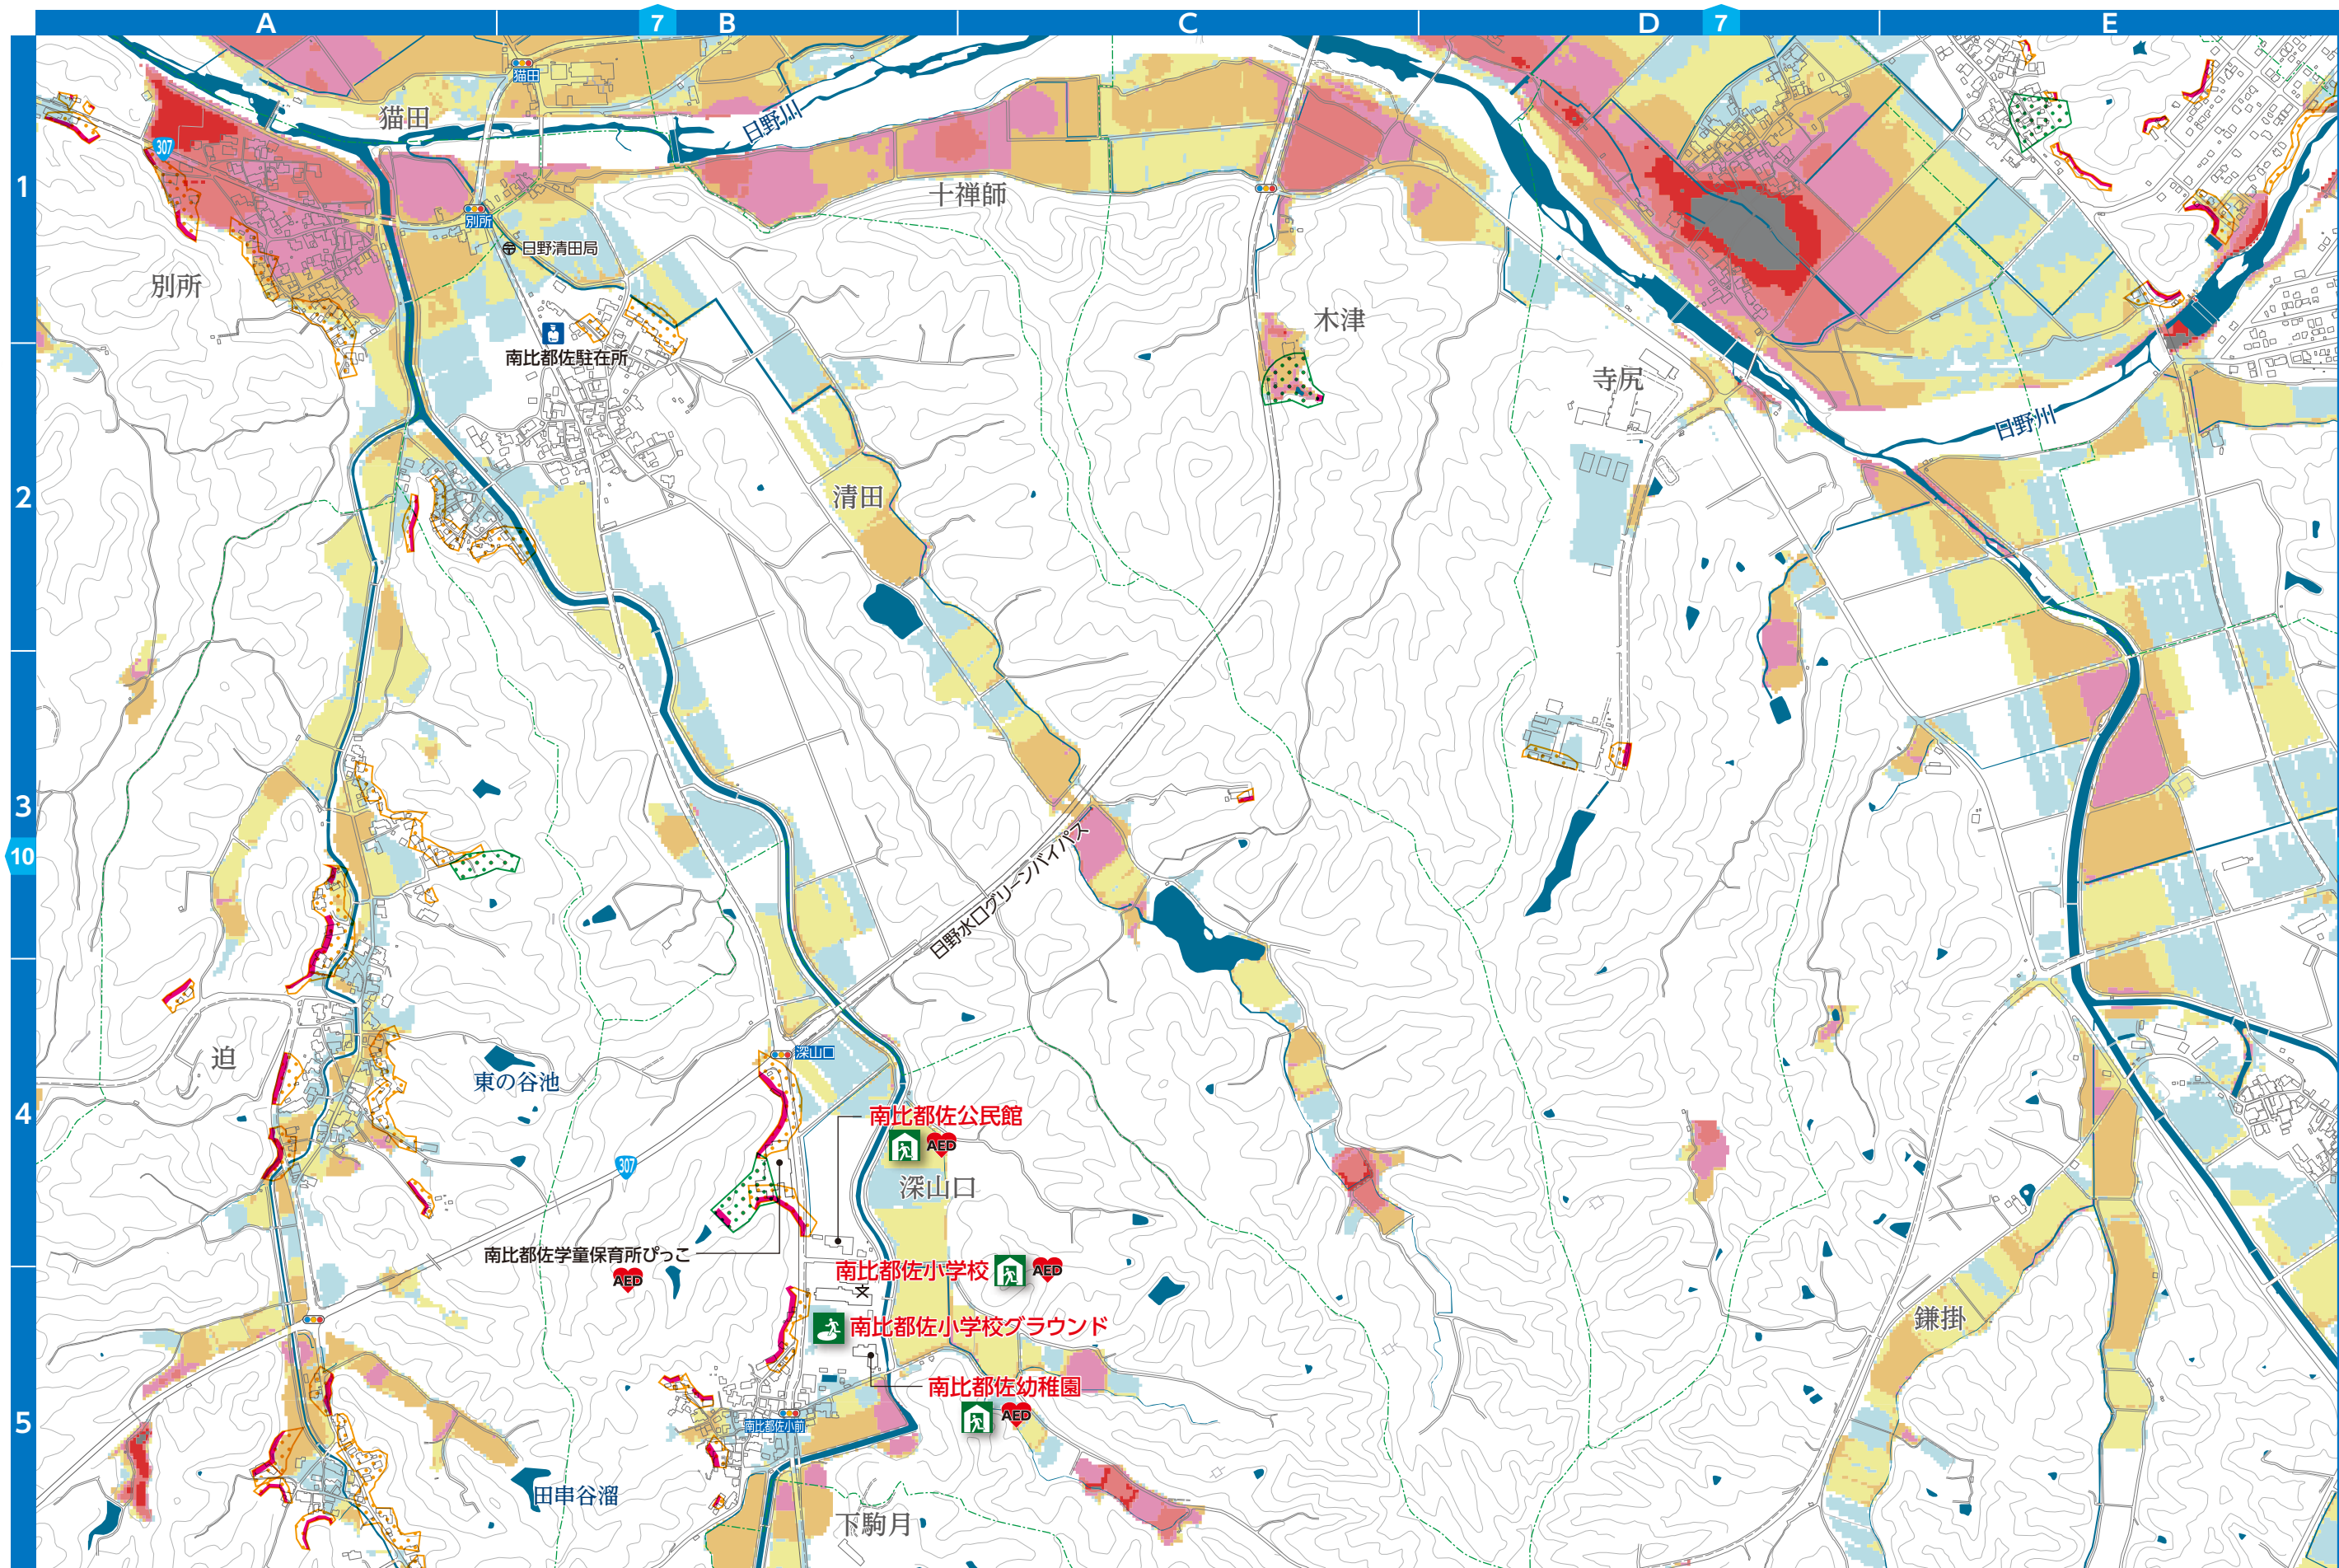 A
7
B
C
D
7
E
猫田
307
猫田
日野川
1
十禅師
別所
日野清田局
別所
木津
南比都佐駐在所
寺尻
日野川
2
清田
3
10
日野水口グリーンバイパス
迫
深山口
東の谷池
4
南比都佐公民館
AED
307
深山口
南比都佐学童保育所ぴっこ
AED
南比都佐小学校
AED
文
南比都佐小学校グラウンド
鎌掛
南比都佐幼稚園
AED
5
南比都佐小前
田串谷溜
下駒月